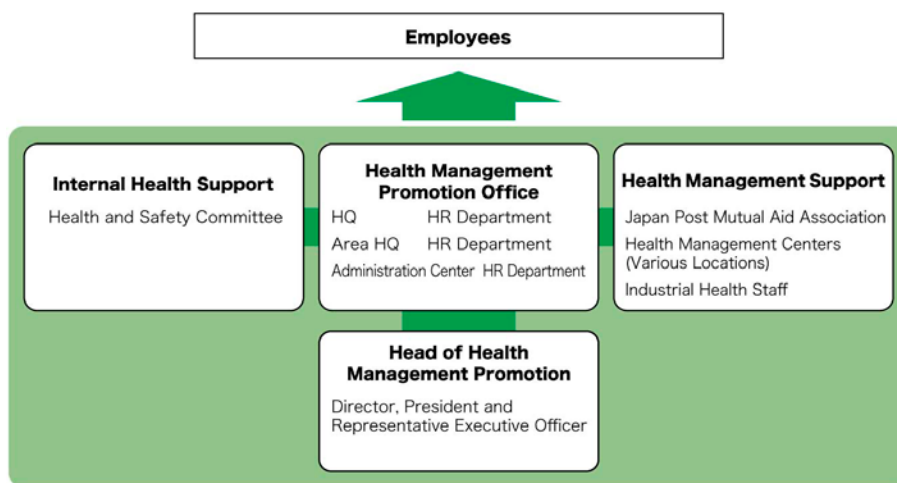 Employees
Internal Health Support
Health and Safety Committee
Health Management
Promotion Office
HQ HR Department
Area HQ HR Department
Administration Center HR Department
Health Management Support
Japan Post Mutual Aid Association
Health Management Centers
(Various Locations)
Industrial Health Staff
Head of Health
Management Promotion
Director, President and
Representative Executive Officer